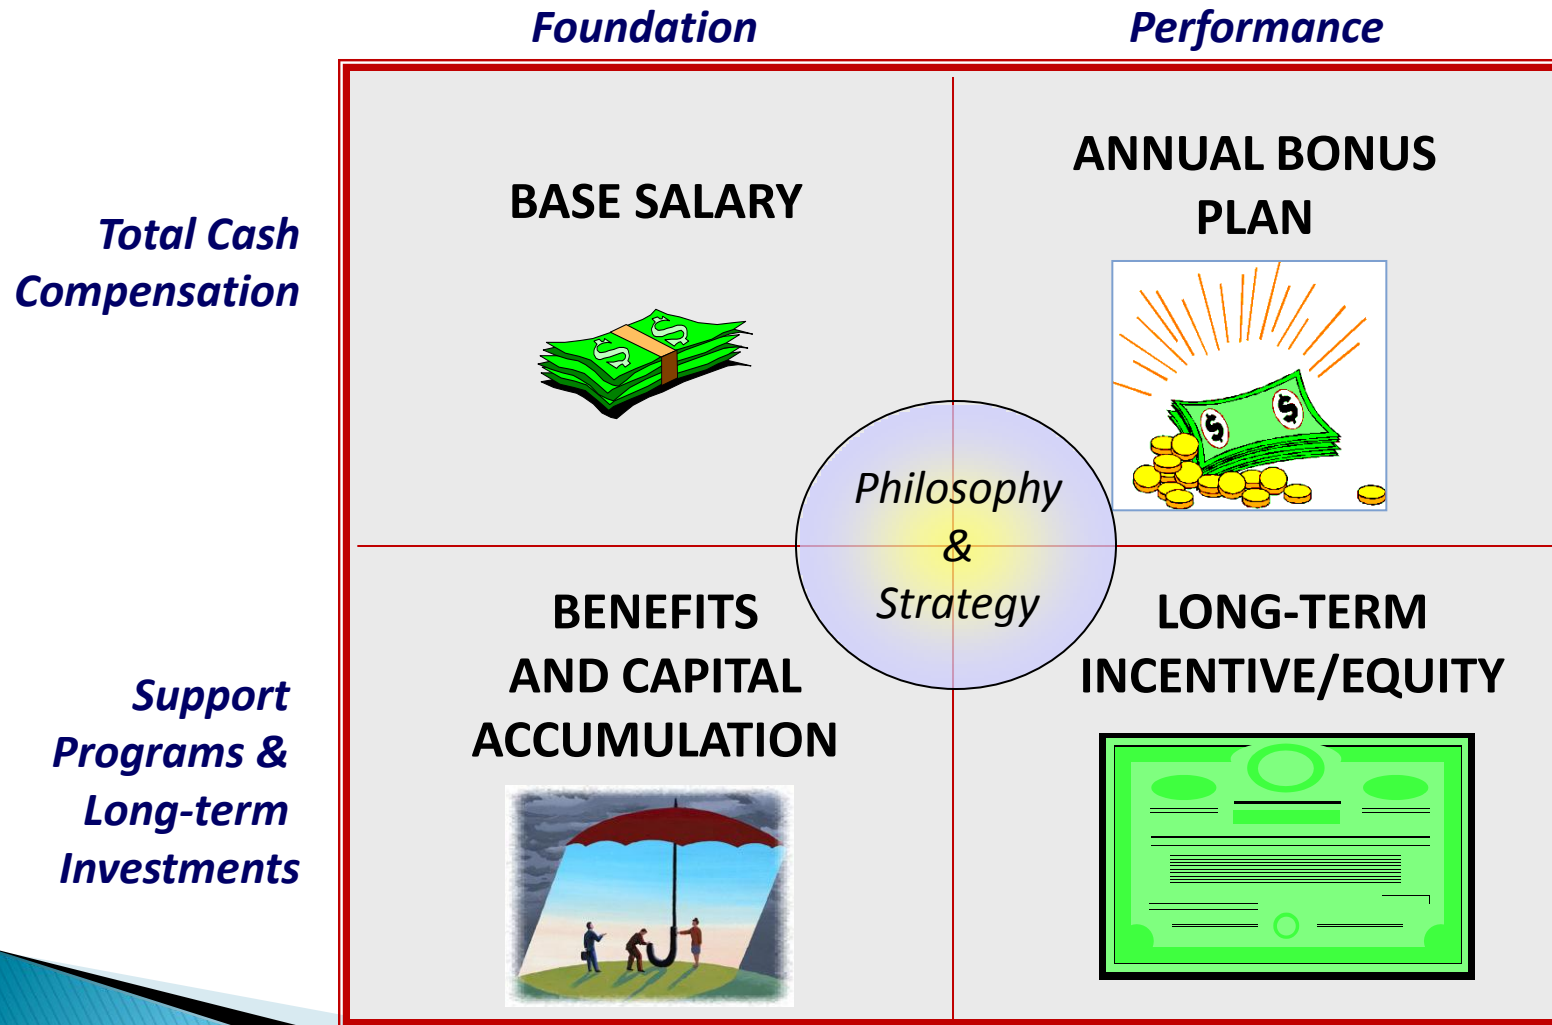 Foundation
Performance
Total Cash
Compensation
BASE SALARY
ANNUAL BONUS
PLAN
$ $
$ $
Philosophy
&
Strategy
Support
Programs &
Long-term
Investments
BENEFITS
AND CAPITAL
ACCUMULATION
LONG-TERM
INCENTIVE/EQUITY